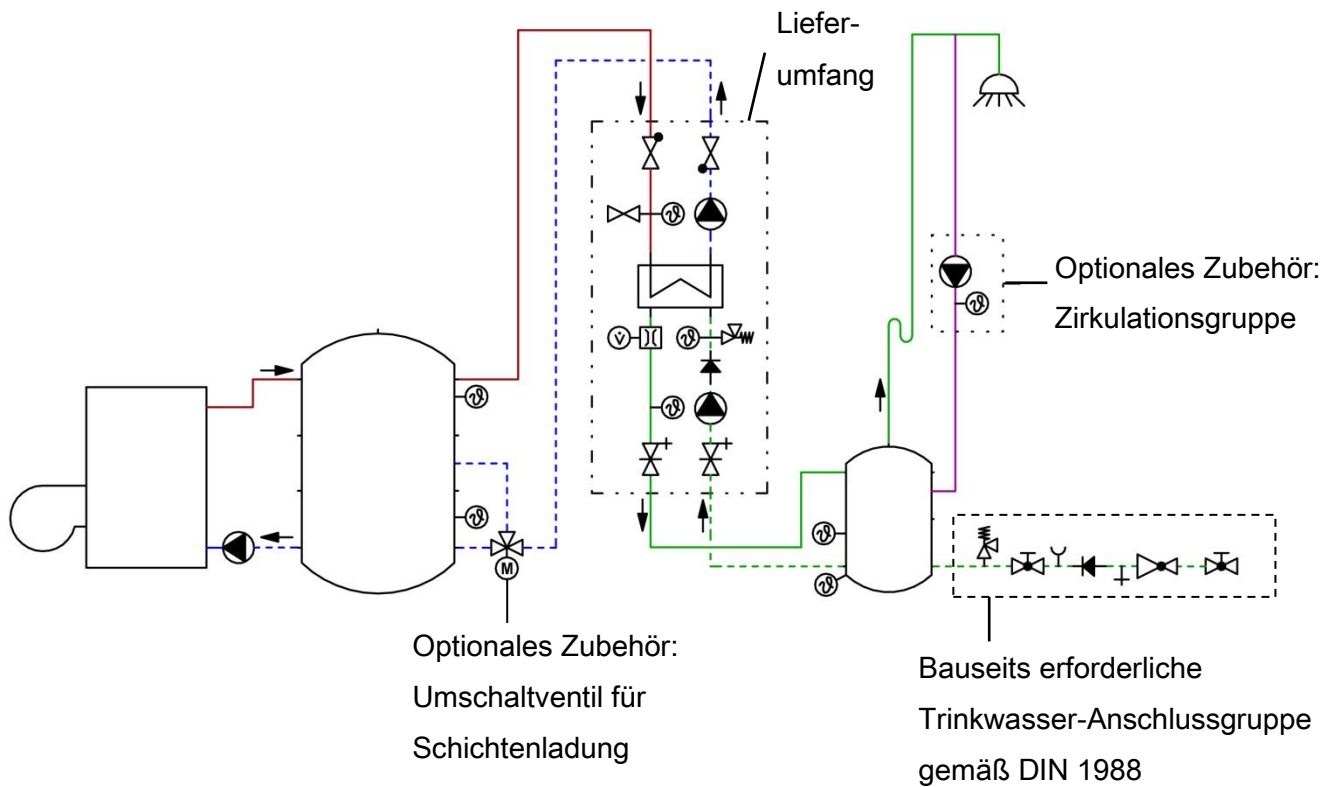 Liefer-
umfang
Optionales Zubehör:
Zirkulationsgruppe
ϑ
ϑ
V̇
ϑ
ϑ
ϑ
ϑ
ϑ
ϑ
ϑ
M
Optionales Zubehör:
Umschaltventil für
Schichtenladung
Bauseits erforderliche
Trinkwasser-Anschlussgruppe
gemäß DIN 1988